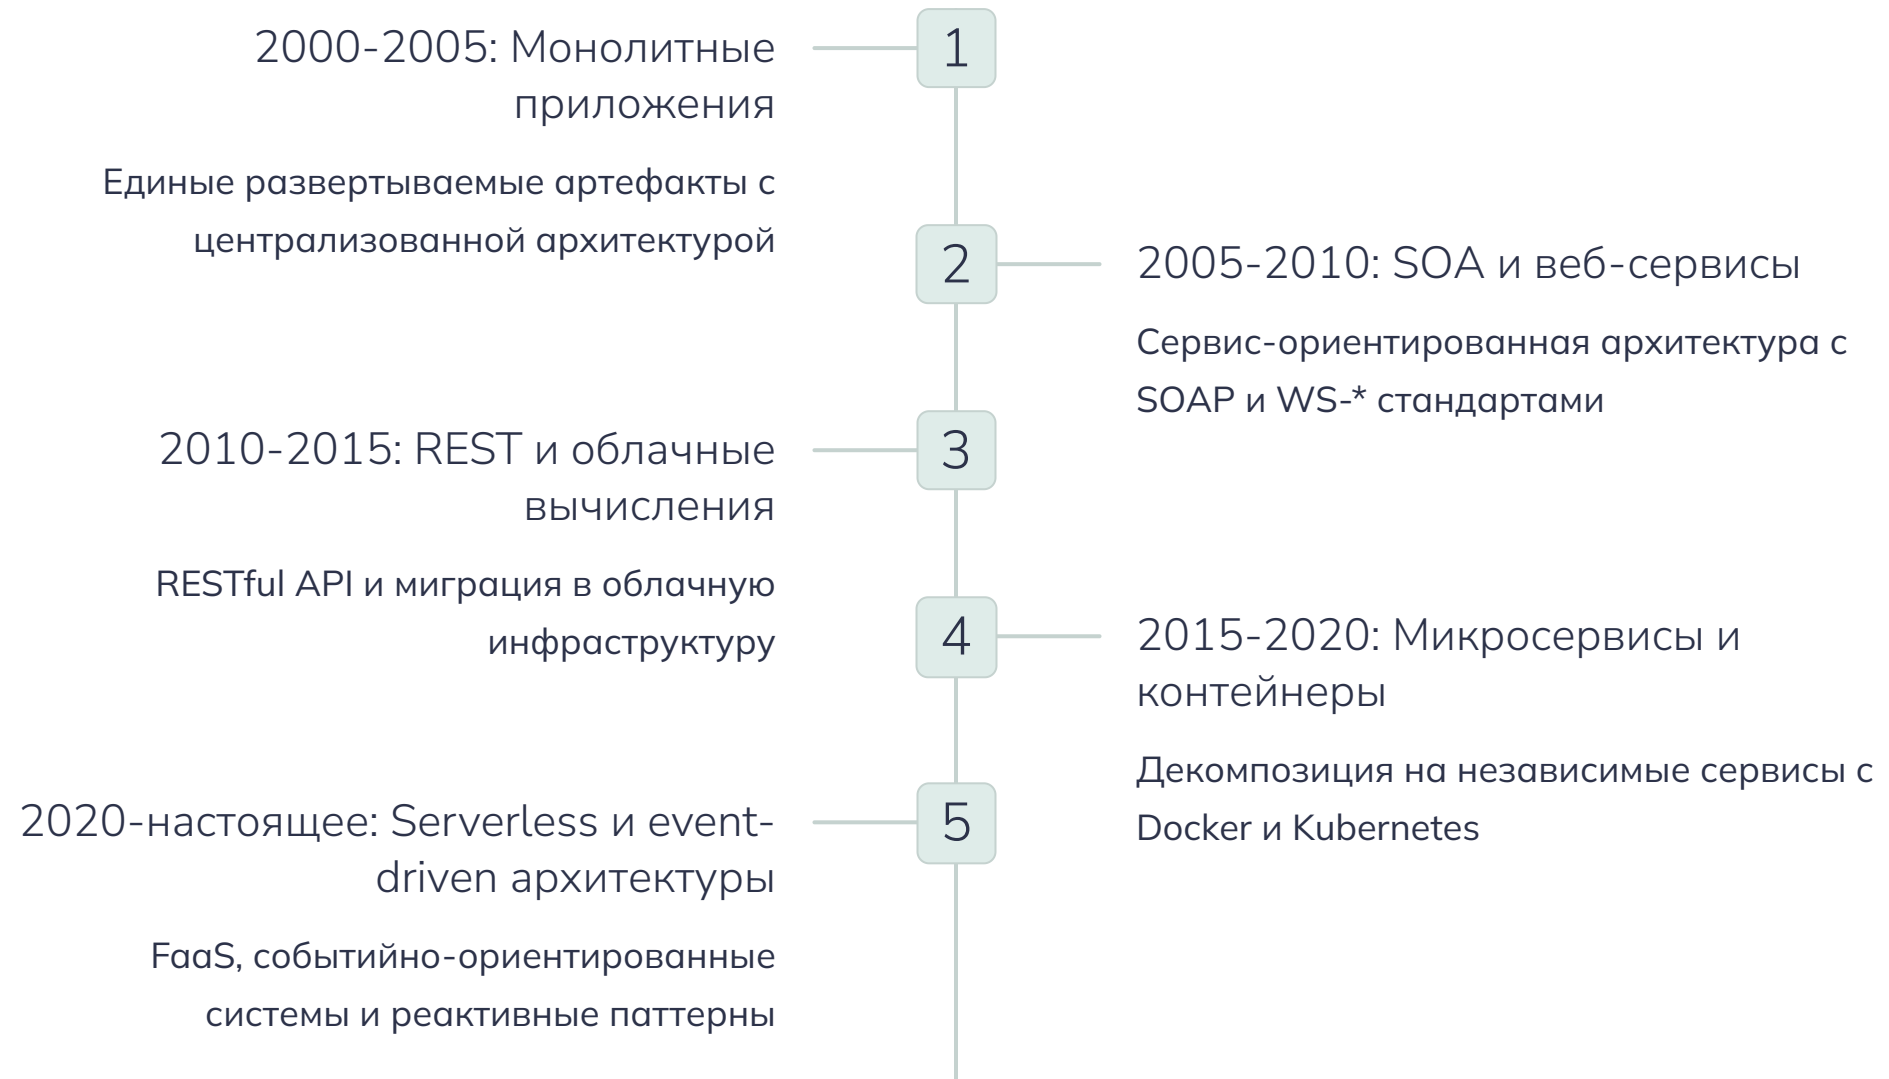 1
2000-2005: Монолитные
приложения
Единые развертываемые артефакты с
централизованной архитектурой
2
2005-2010: SOA и веб-сервисы
Сервис-ориентированная архитектура с
SOAP и WS-* стандартами
3
2010-2015: REST и облачные
вычисления
RESTful API и миграция в облачную
инфраструктуру
4
2015-2020: Микросервисы и
контейнеры
Декомпозиция на независимые сервисы с
Docker и Kubernetes
5
2020-настоящее: Serverless и event-
driven архитектуры
FaaS, событийно-ориентированные
системы и реактивные паттерны